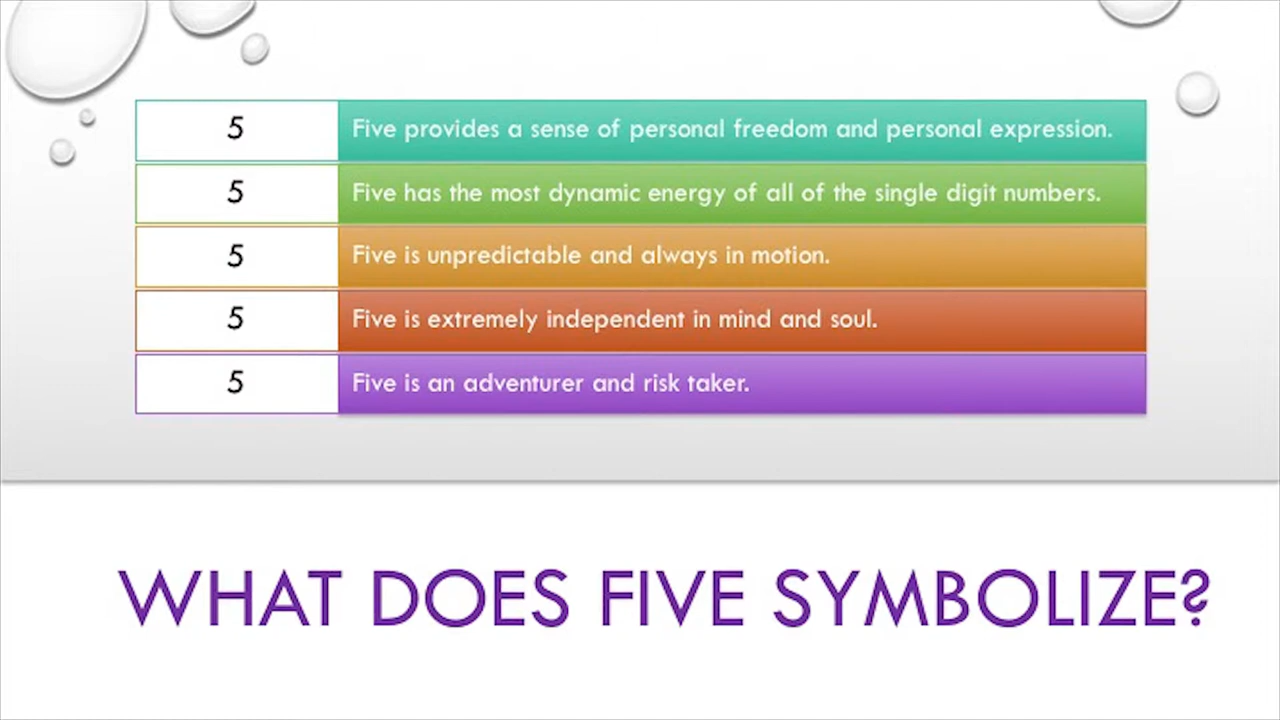 5 Five provides a sense of personal freedom and personal expression.
5 Five has the most dynamic energy of all of the single digit numbers.
5 Five is unpredictable and always in motion.
5 Five is extremely independent in mind and soul.
5 Five is an adventurer and risk taker.
WHAT DOES FIVE SYMBOLIZE?